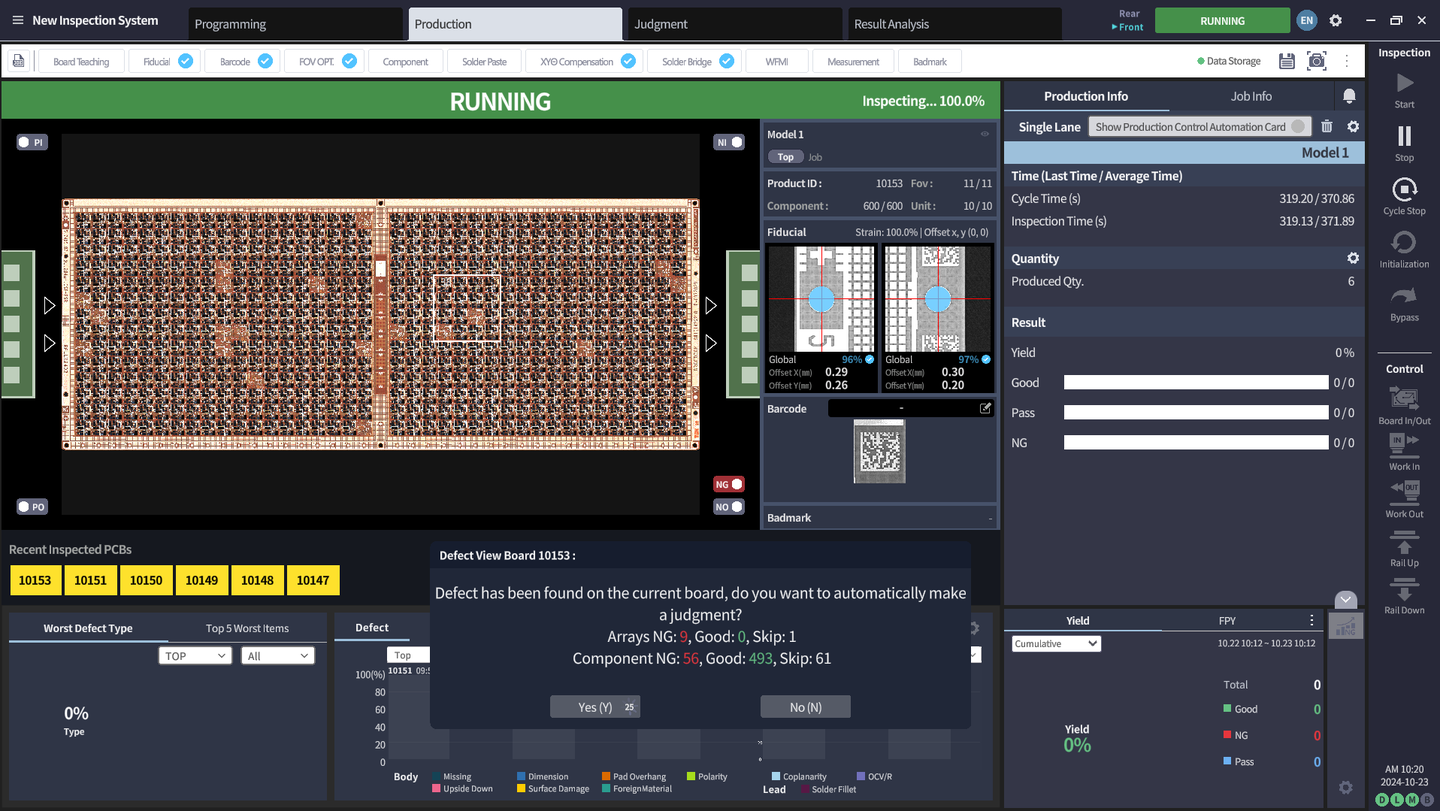 New Inspection System
Programming
Production
Judgment
Result Analysis
Rear
Front
RUNNING
EN
Board Teaching
Fiducial
Barcode
FOV OPT.
Component
Solder Paste
XYΘ Compensation
Solder Bridge
WFMI
Measurement
Badmark
Data Storage
Inspection
Start
Stop
Cycle Stop
Initialization
Bypass
Control
Board In/Out
Work In
Work Out
Rail Up
Rail Down
RUNNING
Inspecting... 100.0%
PI
NI
NG
PO
NO
Model 1
Top Job
Product ID : 10153 Fov : 11 / 11
Component : 600 / 600 Unit : 10 / 10
Fiducial Strain: 100.0% | Offset x, y (0, 0)
Global 96%
Offset X(㎜) 0.29
Offset Y(㎜) 0.26
Global 97%
Offset X(㎜) 0.30
Offset Y(㎜) 0.20
Barcode -
Badmark -
Production Info
Job Info
Single Lane
Show Production Control Automation Card
Model 1
Time (Last Time / Average Time)
Cycle Time (s) 319.20 / 370.86
Inspection Time (s) 319.13 / 371.89
Quantity
Produced Qty. 6
Result
Yield 0 %
Good 0 / 0
Pass 0 / 0
NG 0 / 0
Recent Inspected PCBs
10153 10151 10150 10149 10148 10147
Defect View Board 10153 :
Defect has been found on the current board, do you want to automatically make
a judgment?
Arrays NG: 9, Good: 0, Skip: 1
Component NG: 56, Good: 493, Skip: 61
Yes (Y) 25
No (N)
Worst Defect Type
Top 5 Worst Items
TOP
All
0%
Type
Defect
Top
10151
100(%)
80
60
40
20
0
Body
Missing
Dimension
Pad Overhang
Polarity
Upside Down
Surface Damage
ForeignMaterial
Lead
Coplanarity
OCV/R
Solder Fillet
Yield
FPY
Cumulative
10.22 10:12 ~ 10.23 10:12
Yield
0%
Total 0
Good 0
NG 0
Pass 0
AM 10:20
2024-10-23
D L M B